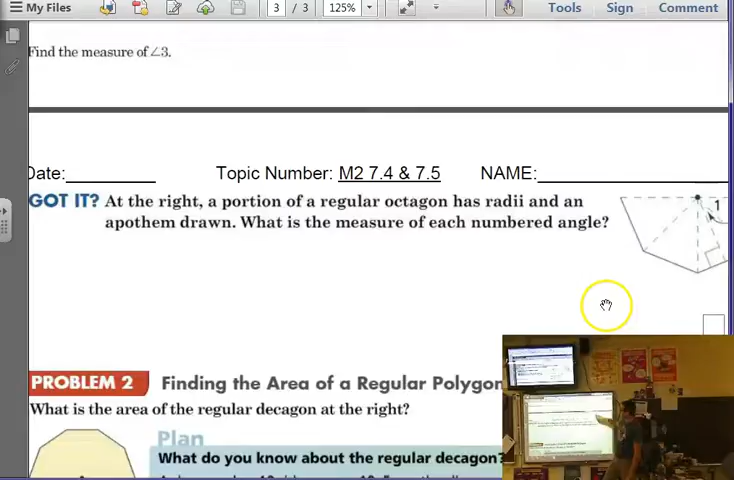 My Files
3 / 3
125%
Tools
Sign
Comment
Find the measure of ∠3.
Date:__________ Topic Number: M2 7.4 & 7.5 NAME:____________________
GOT IT? At the right, a portion of a regular octagon has radii and an
apothem drawn. What is the measure of each numbered angle?
1
PROBLEM 2 Finding the Area of a Regular Polygon
What is the area of the regular decagon at the right?
Plan
What do you know about the regular decagon?